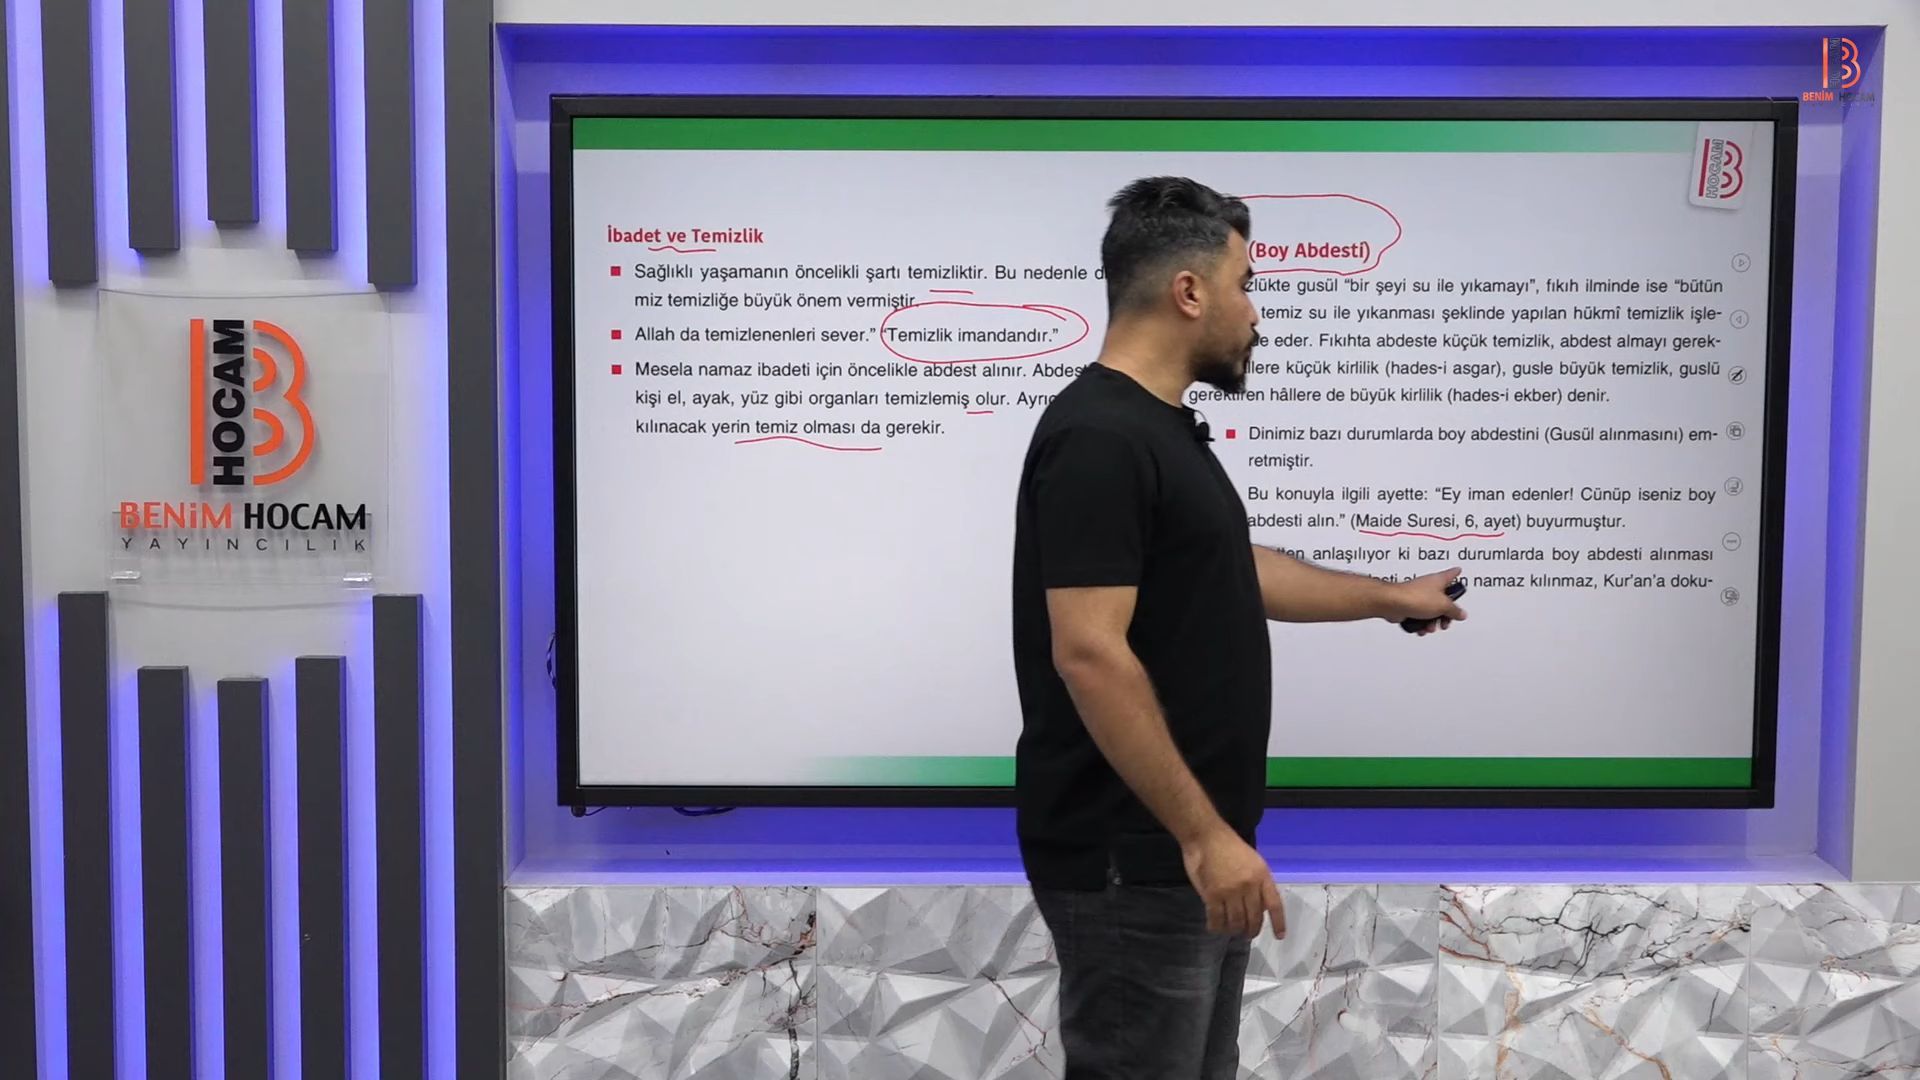 BENİM HOCAM
HOCAM
İbadet ve Temizlik
Sağlıklı yaşamanın öncelikli şartı temizliktir. Bu nedenle
miz temizliğe büyük önem vermiştir.
Allah da temizlenenleri sever.” “Temizlik imandandır.”
Mesela namaz ibadeti için öncelikle abdest alınır.
kişi el, ayak, yüz gibi organları temizlemiş olur.
kılınacak yerin temiz olması da gerekir.
(Boy Abdesti)
gusül “bir şeyi su ile yıkamayı”, fıkıh ilminde ise “bütün
temiz su ile yıkanması şeklinde yapılan hükmî temizlik işle-
eder. Fıkıhta abdeste küçük temizlik, abdest almayı gerek-
küçük kirlilik (hades-i asgar), gusle büyük temizlik, guslü
gerektiren hâllere de büyük kirlilik (hades-i ekber) denir.
Dinimiz bazı durumlarda boy abdestini (Gusül alınmasını) em-
retmiştir.
Bu konuyla ilgili ayette: “Ey iman edenler! Cünüp iseniz boy
abdesti alın.” (Maide Suresi, 6, ayet) buyurmuştur.
anlaşılıyor ki bazı durumlarda boy abdesti alınması
namaz kılınmaz, Kur’an’a doku-
HOCAM
BENiM HOCAM
YAYINCILIK